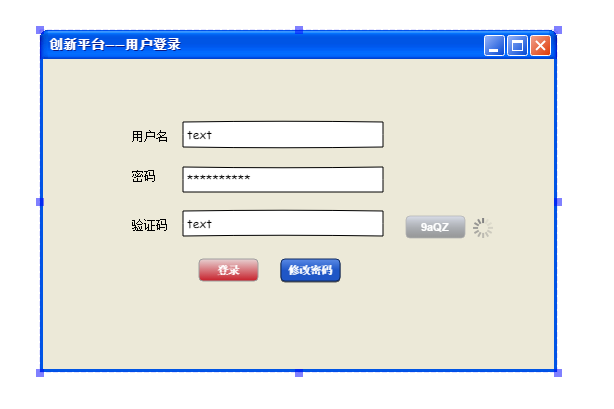 创新平台——用户登录
用户名 text
密码 **********
验证码 text 9aQZ
登录 修改密码